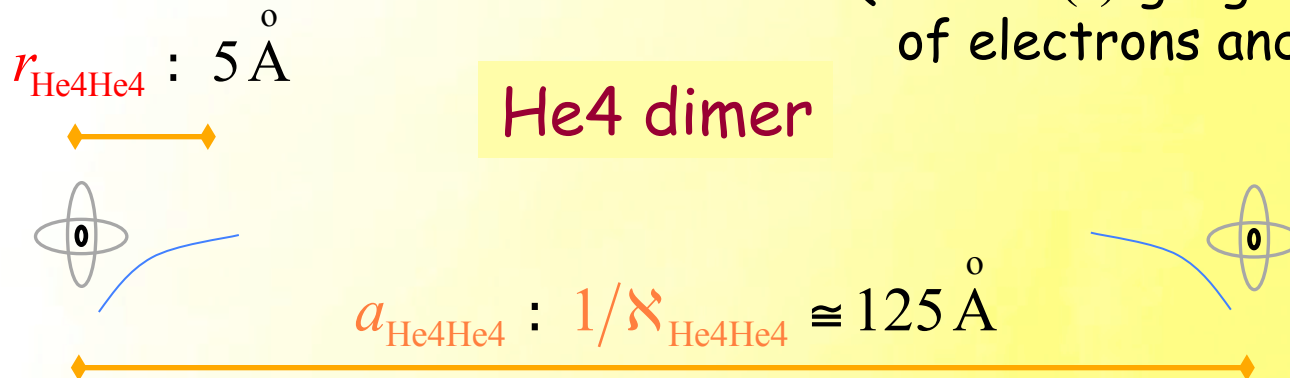 of electrons and
r_He4He4 : 5 Å
He4 dimer
a_He4He4 : 1/ℵ_He4He4 ≅ 125 Å